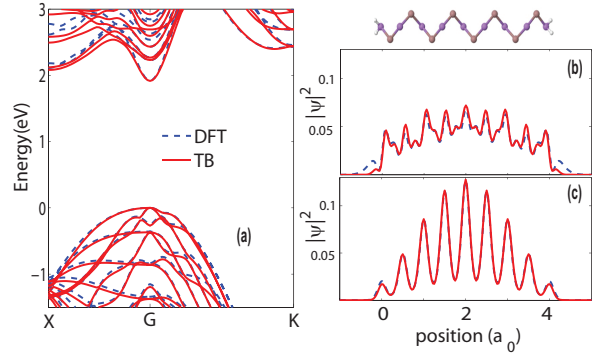 3
2
1
0
−1
Energy(eV)
DFT
TB
(a)
X
G
K
(b)
0.1
0.05
|ψ|²
(c)
0.1
0.05
|ψ|²
0
2
4
position (a₀)